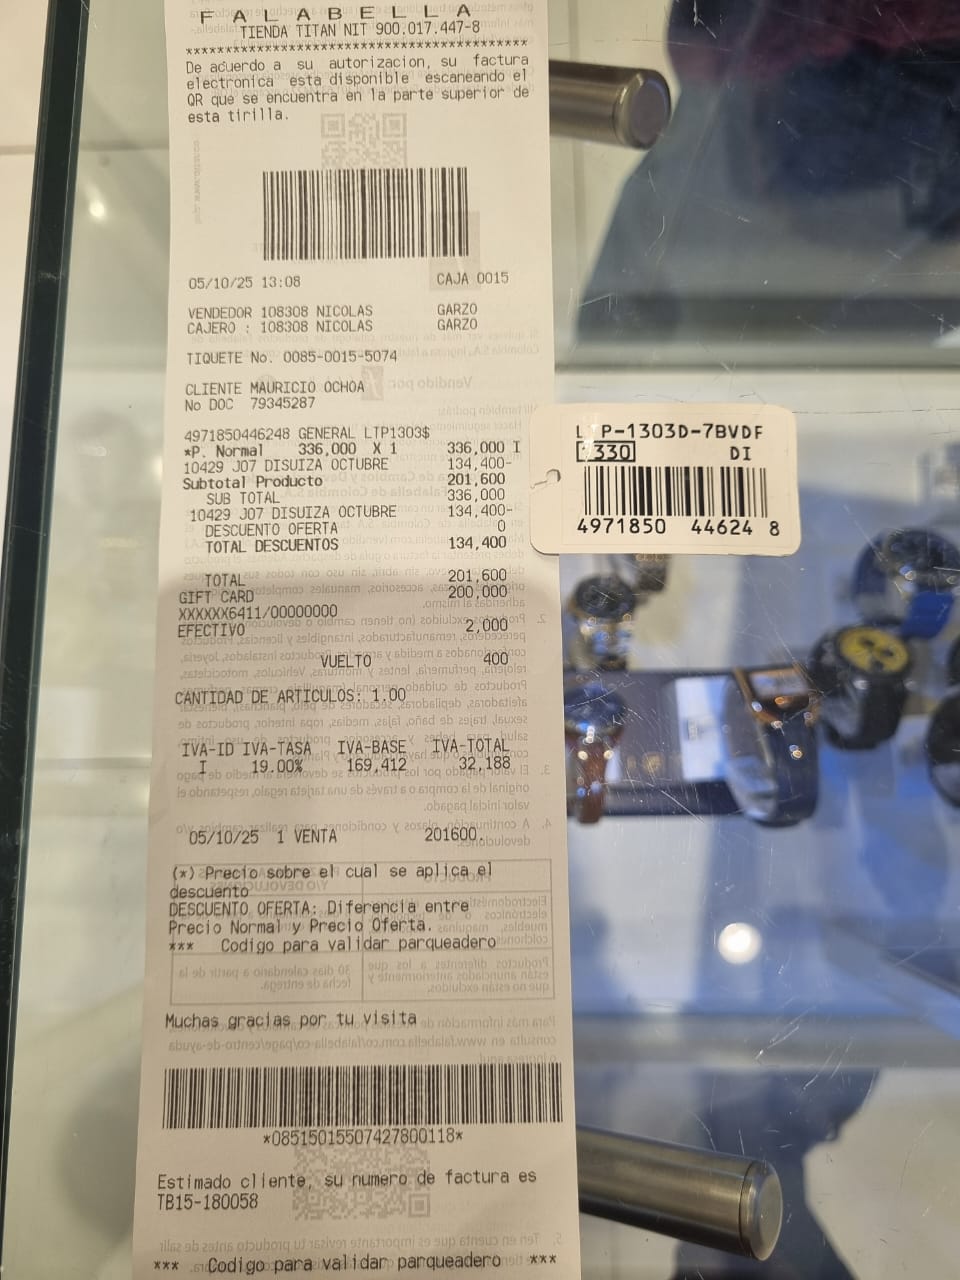 F A L A B E L L A
TIENDA TITAN NIT 900.017.447-8
************************************************
De acuerdo a su autorizacion, su factura
electronica esta disponible escaneando el
QR que se encuentra en la parte superior de
esta tirilla.
05/10/25 13:08 CAJA 0015
VENDEDOR 108308 NICOLAS GARZO
CAJERO : 108308 NICOLAS GARZO
TIQUETE No. 0085-0015-5074
CLIENTE MAURICIO OCHOA
No DOC 79345287
4971850446248 GENERAL LTP1303$
*P. Normal 336,000 X 1 336,000 I
10429 J07 DISUIZA OCTUBRE 134,400-
Subtotal Producto 201,600
SUB TOTAL 336,000
10429 J07 DISUIZA OCTUBRE 134,400-
DESCUENTO OFERTA 0
TOTAL DESCUENTOS 134,400
TOTAL 201,600
GIFT CARD 200,000
XXXXXX6411/00000000
EFECTIVO 2,000
VUELTO 400
CANTIDAD DE ARTICULOS: 1.00
IVA-ID IVA-TASA IVA-BASE IVA-TOTAL
I 19.00% 169,412 32,188
05/10/25 1 VENTA 201600.
(*) Precio sobre el cual se aplica el
descuento
DESCUENTO OFERTA: Diferencia entre
Precio Normal y Precio Oferta.
*** Codigo para validar parqueadero
Muchas gracias por tu visita
*08515015507427800118*
Estimado cliente, su numero de factura es
TB15-180058
*** Codigo para validar parqueadero ***
LTP-1303D-7BVDF
1330 DI
4971850 44624 8